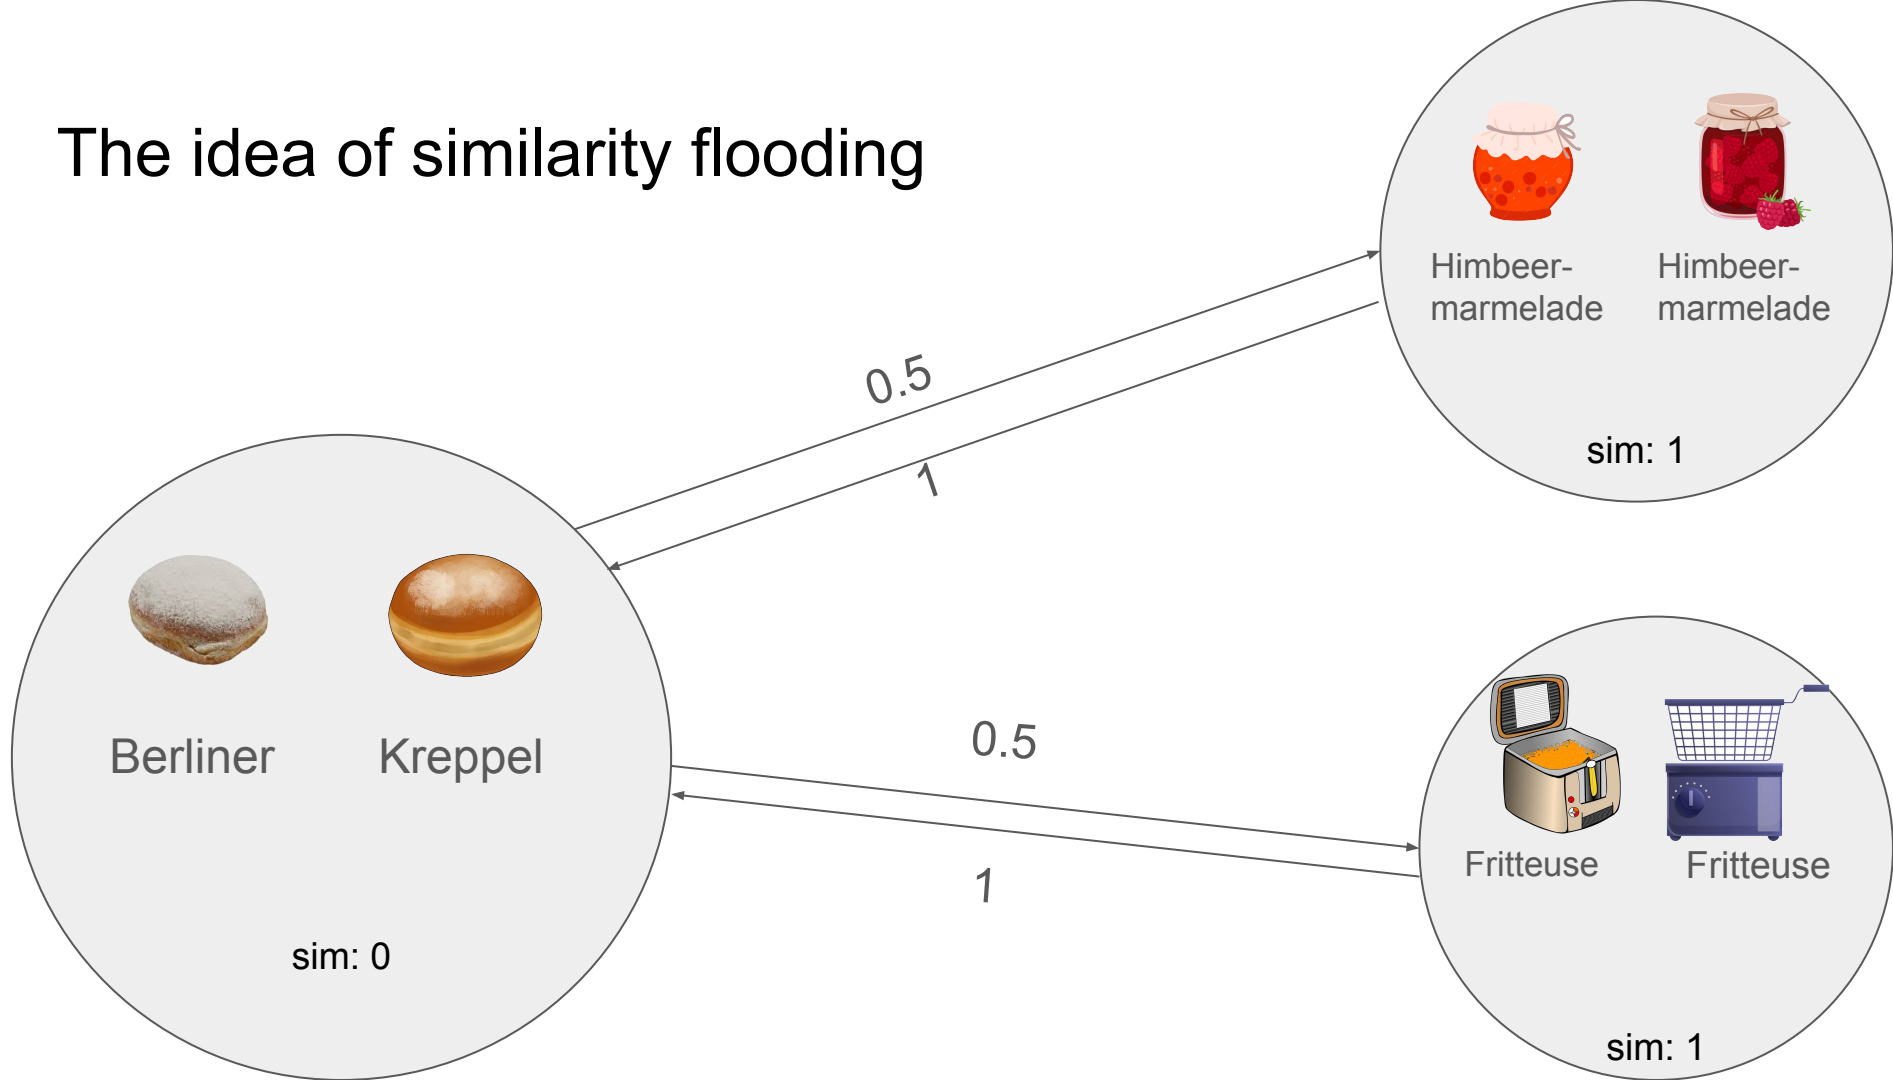 The idea of similarity flooding
Himbeer-
marmelade
Himbeer-
marmelade
sim: 1
0.5
1
Berliner
Kreppel
sim: 0
0.5
1
Fritteuse
Fritteuse
sim: 1